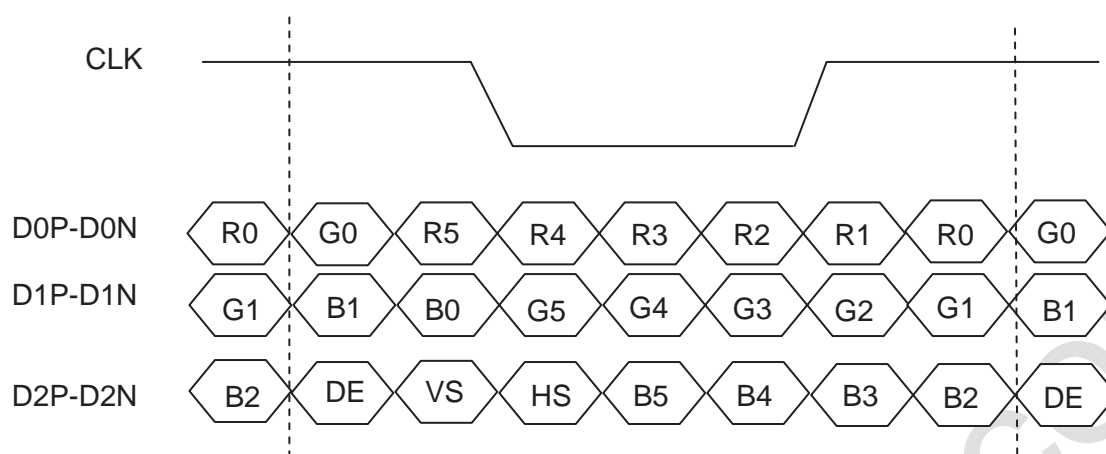 CLK
D0P-D0N R0 G0 R5 R4 R3 R2 R1 R0 G0
D1P-D1N G1 B1 B0 G5 G4 G3 G2 G1 B1
D2P-D2N B2 DE VS HS B5 B4 B3 B2 DE